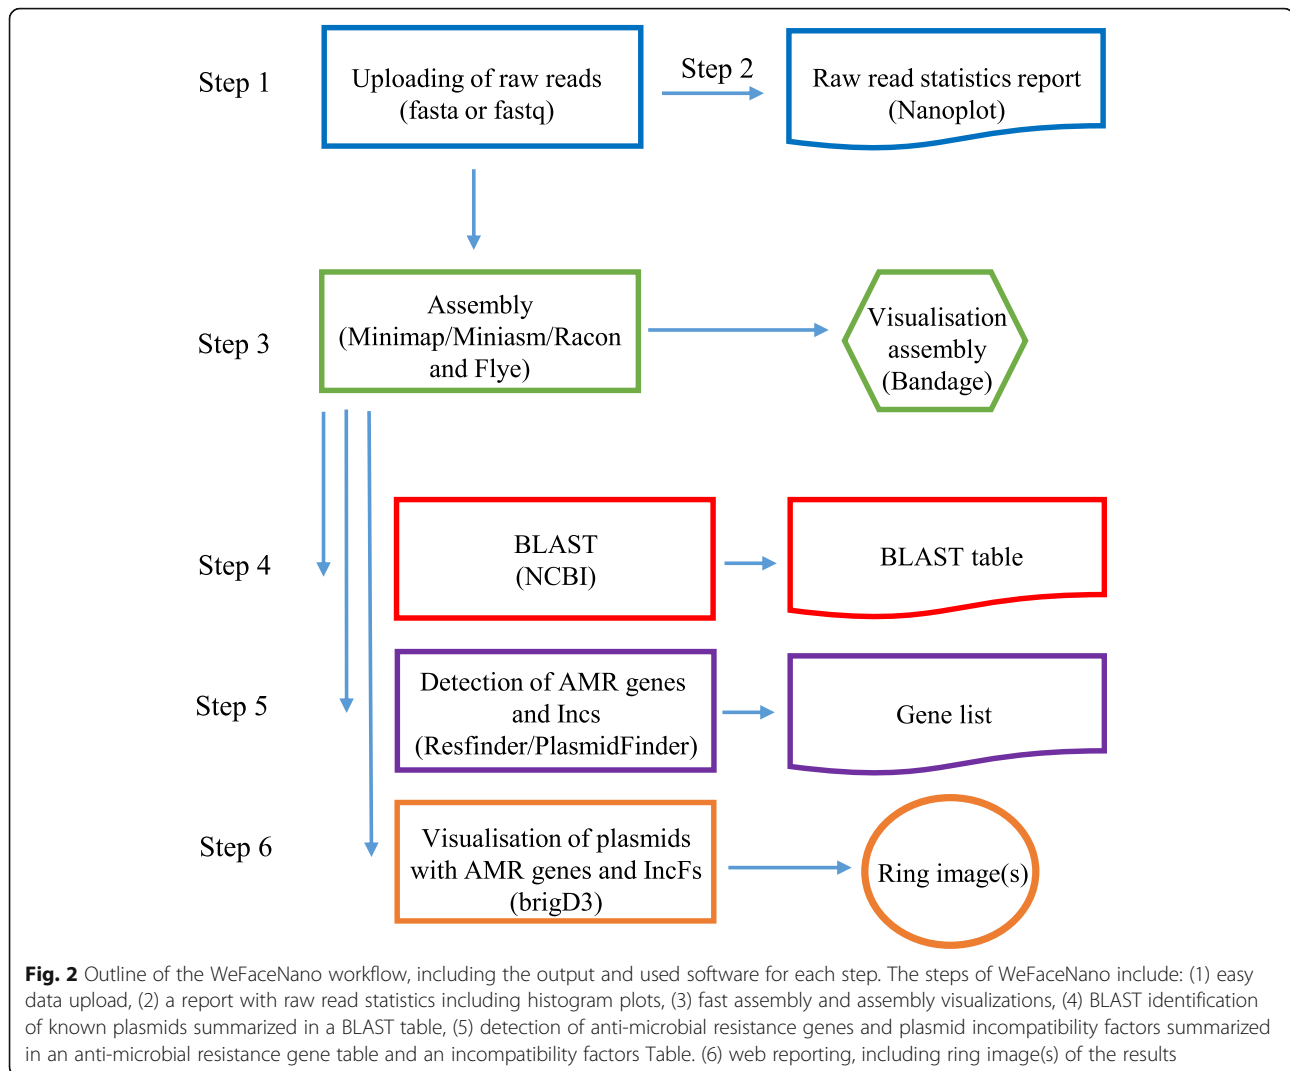 Step 1
Uploading of raw reads
(fasta or fastq)
Step 2
Raw read statistics report
(Nanoplot)
Step 3
Assembly
(Minimap/Miniasm/Racon
and Flye)
Visualisation
assembly
(Bandage)
Step 4
BLAST
(NCBI)
BLAST table
Step 5
Detection of AMR genes
and Incs
(Resfinder/PlasmidFinder)
Gene list
Step 6
Visualisation of plasmids
with AMR genes and IncFs
(brigD3)
Ring image(s)
Fig. 2 Outline of the WeFaceNano workflow, including the output and used software for each step. The steps of WeFaceNano include: (1) easy
data upload, (2) a report with raw read statistics including histogram plots, (3) fast assembly and assembly visualizations, (4) BLAST identification
of known plasmids summarized in a BLAST table, (5) detection of anti-microbial resistance genes and plasmid incompatibility factors summarized
in an anti-microbial resistance gene table and an incompatibility factors Table. (6) web reporting, including ring image(s) of the results